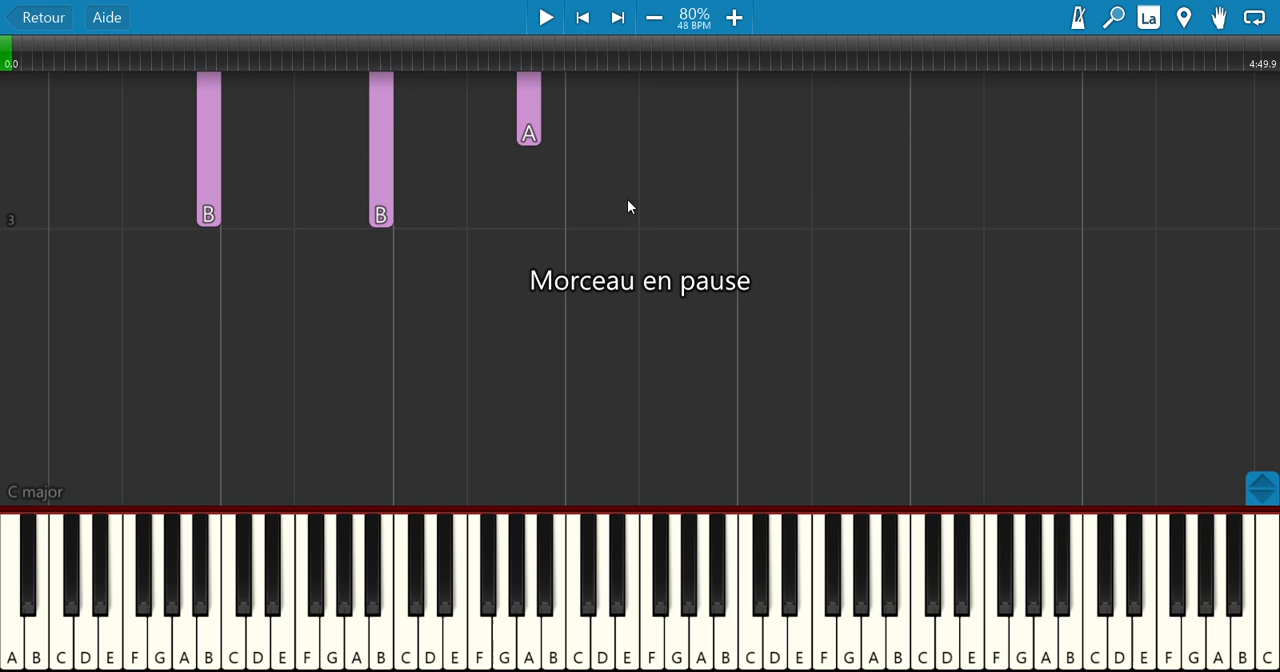 Retour Aide 80% La
48 BPM
0.0 4:49.9
A
B B
3
Morceau en pause
C major
A B C D E F G A B C D E F G A B C D E F G A B C D E F G A B C D E F G A B C D E F G A B C D E F G A B C